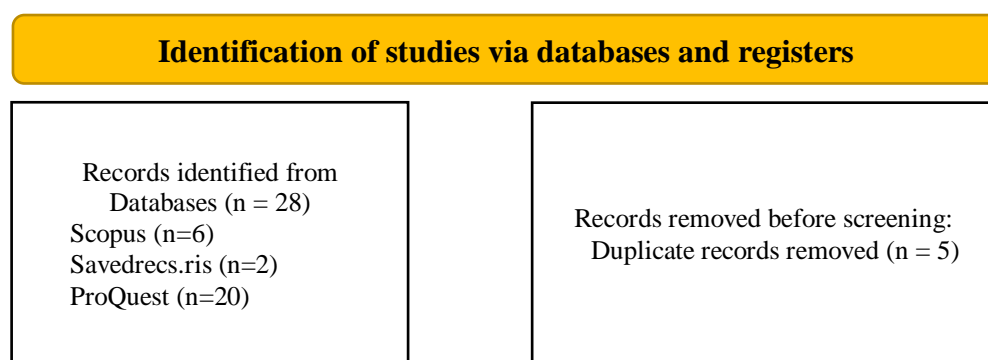 Identification of studies via databases and registers
Records identified from
Databases (n = 28)
Scopus (n=6)
Savedrecs.ris (n=2)
ProQuest (n=20)
Records removed before screening:
Duplicate records removed (n = 5)